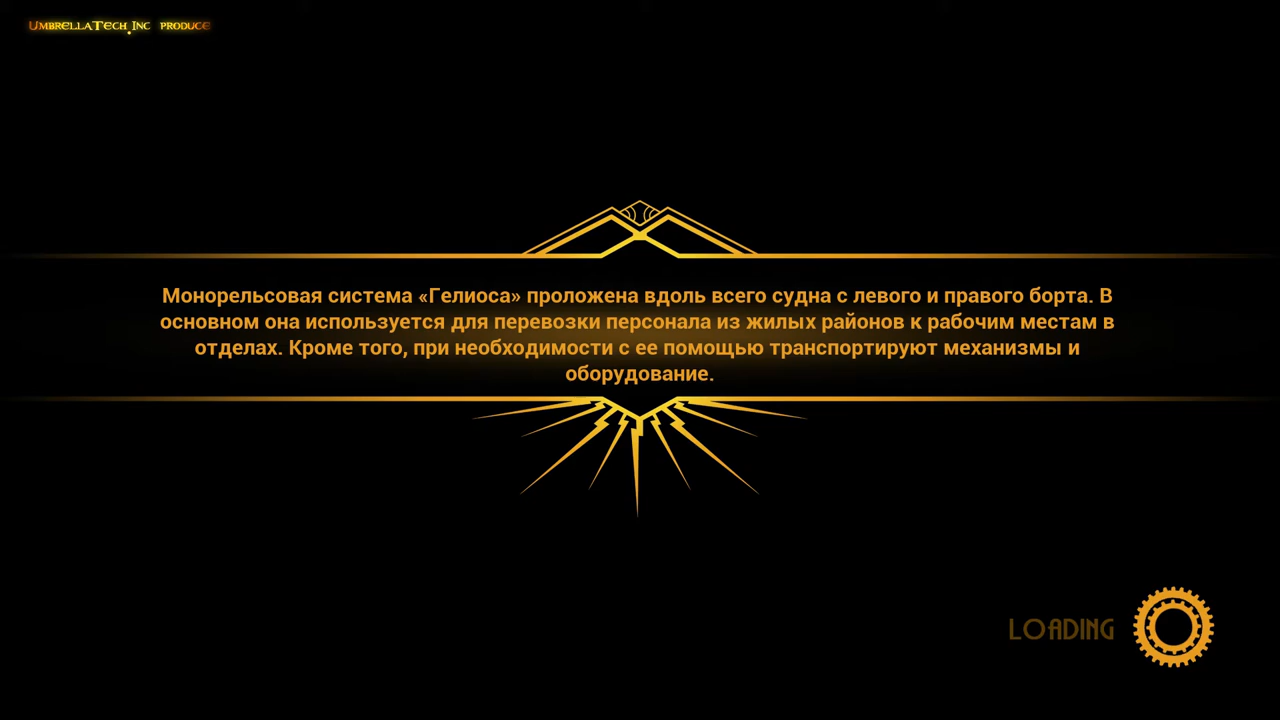 UmbrellaTech.Inc produce
Монорельсовая система «Гелиоса» проложена вдоль всего судна с левого и правого борта. В
основном она используется для перевозки персонала из жилых районов к рабочим местам в
отделах. Кроме того, при необходимости с ее помощью транспортируют механизмы и
оборудование.
LOADING